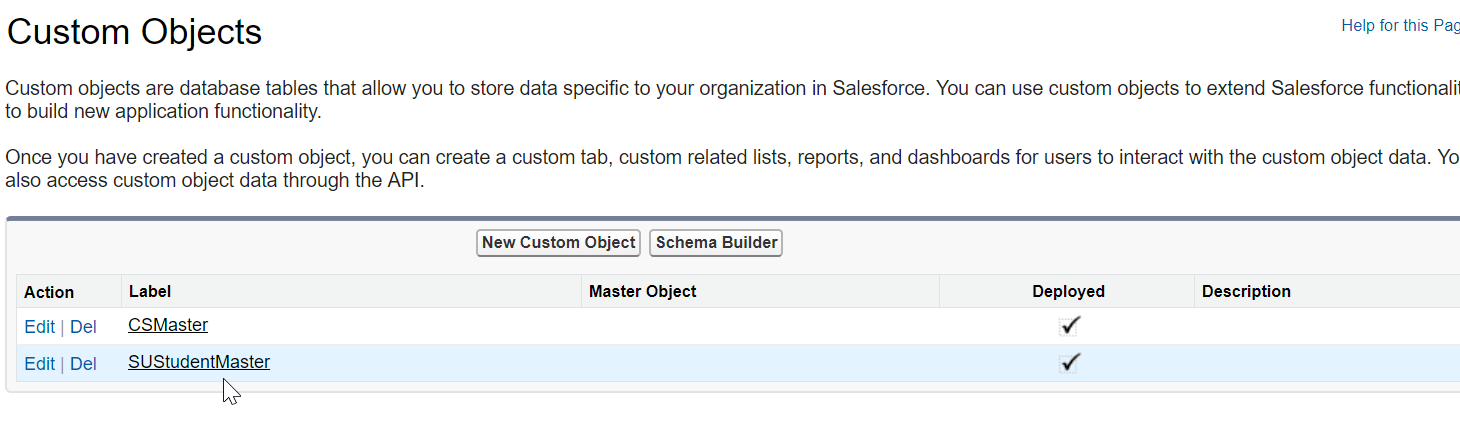 Custom Objects
Help for this Pag
Custom objects are database tables that allow you to store data specific to your organization in Salesforce. You can use custom objects to extend Salesforce functionalit
to build new application functionality.
Once you have created a custom object, you can create a custom tab, custom related lists, reports, and dashboards for users to interact with the custom object data. Yo
also access custom object data through the API.
New Custom Object Schema Builder
Action Label Master Object Deployed Description
Edit | Del CSMaster
Edit | Del SUStudentMaster